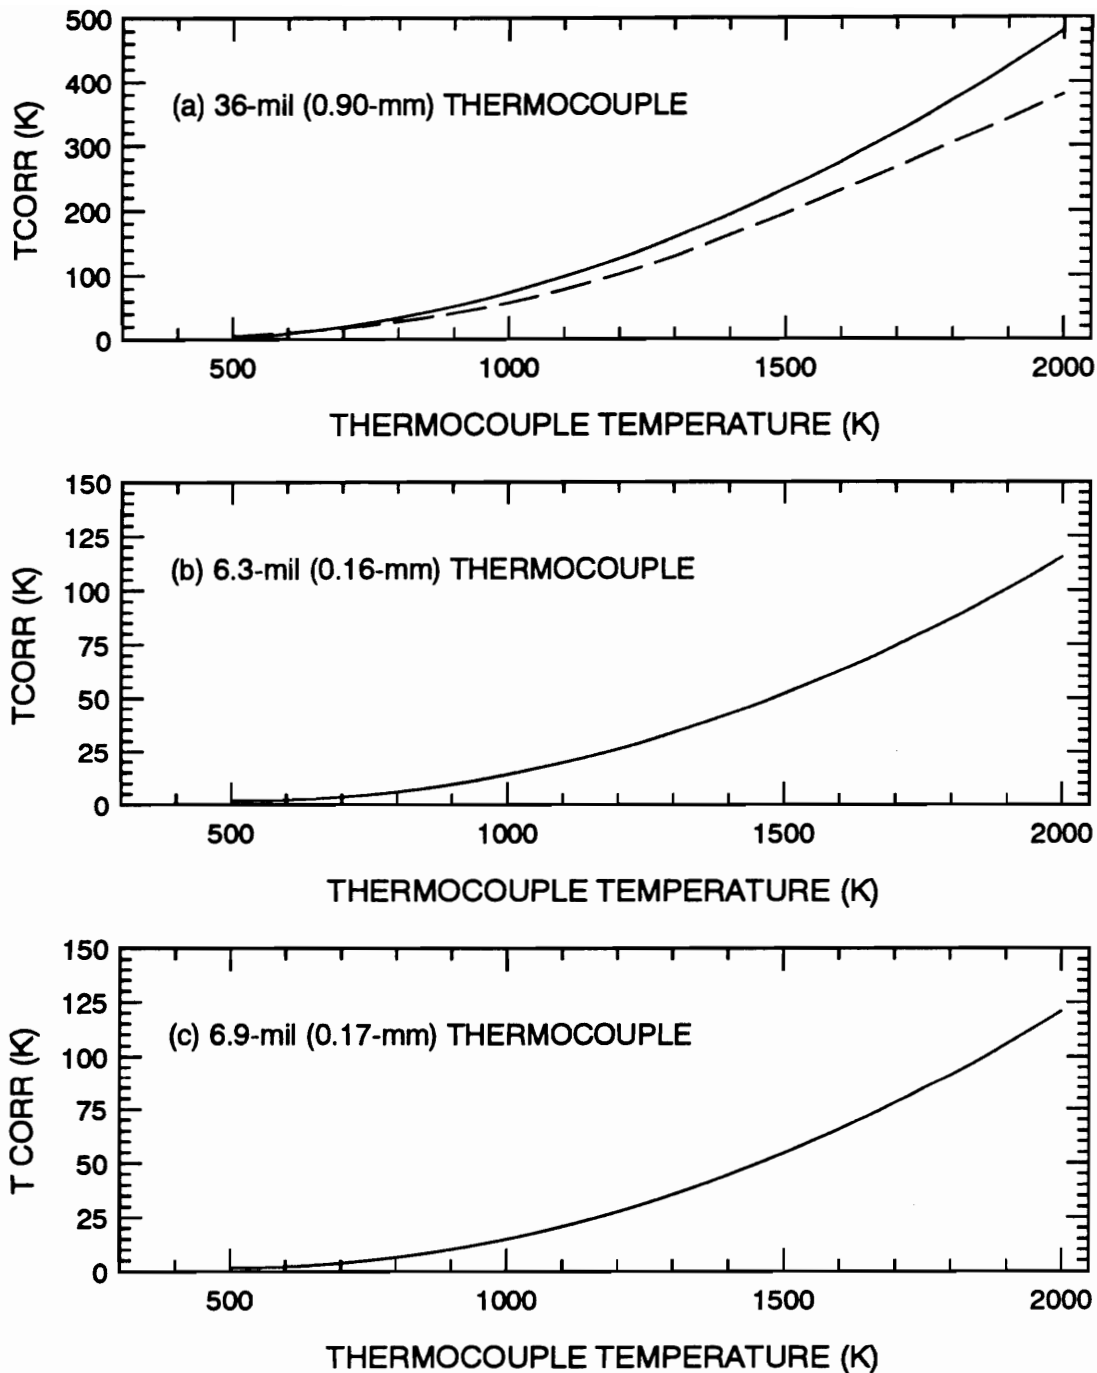 500
400
300
200
100
0
TCORR (K)
(a) 36-mil (0.90-mm) THERMOCOUPLE
500 1000 1500 2000
THERMOCOUPLE TEMPERATURE (K)
150
125
100
75
50
25
0
TCORR (K)
(b) 6.3-mil (0.16-mm) THERMOCOUPLE
500 1000 1500 2000
THERMOCOUPLE TEMPERATURE (K)
150
125
100
75
50
25
0
T CORR (K)
(c) 6.9-mil (0.17-mm) THERMOCOUPLE
500 1000 1500 2000
THERMOCOUPLE TEMPERATURE (K)